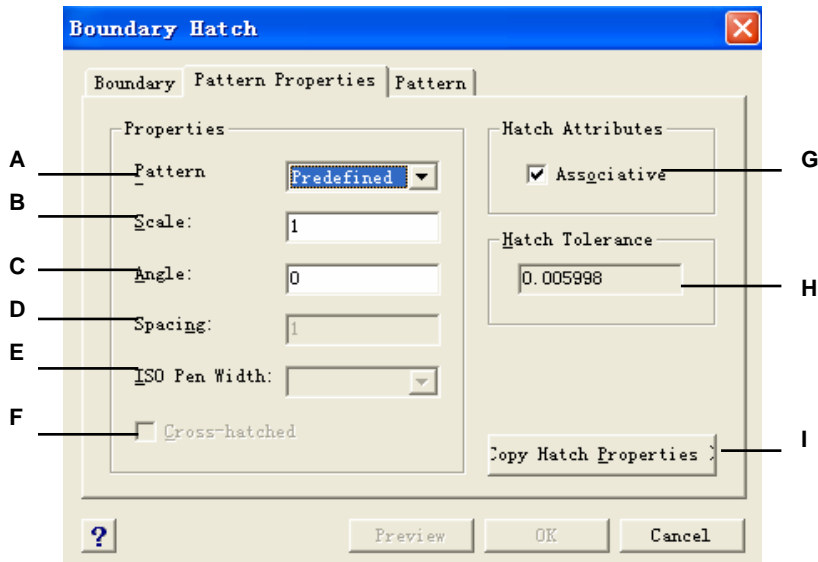 Boundary Hatch
Boundary Pattern Properties Pattern
Properties
A Pattern Predefined
B Scale: 1
C Angle: 0
D Spacing: 1
E ISO Pen Width:
F Cross-hatched
Hatch Attributes
Associative G
Hatch Tolerance
0.005998 H
Copy Hatch Properties I
? Preview OK Cancel